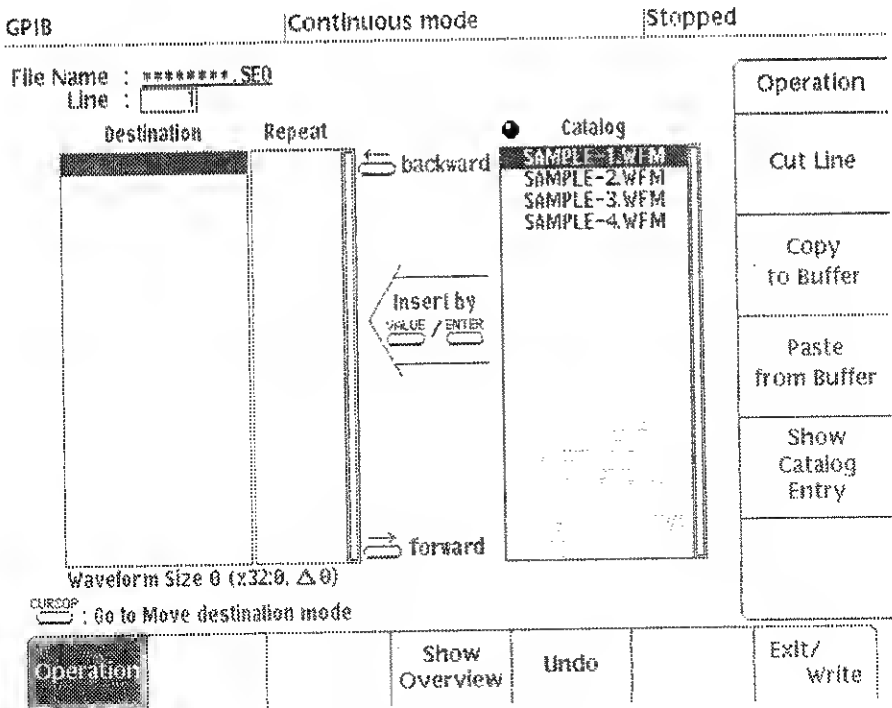 GPIB Continuous mode Stopped
File Name : ********.SEQ
Line : 1
Destination Repeat Catalog
backward
SAMPLE-1.WFM
SAMPLE-2.WFM
SAMPLE-3.WFM
SAMPLE-4.WFM
Insert by
VALUE / ENTER
forward
Waveform Size 0 (x32:0, △0)
CURSOR : Go to Move destination mode
Operation
Cut Line
Copy
to Buffer
Paste
from Buffer
Show
Catalog
Entry
Operation
Show
Overview
Undo
Exit/
Write